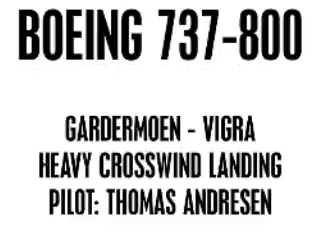 BOEING 737-800
GARDERMOEN - VIGRA
HEAVY CROSSWIND LANDING
PILOT: THOMAS ANDRESEN